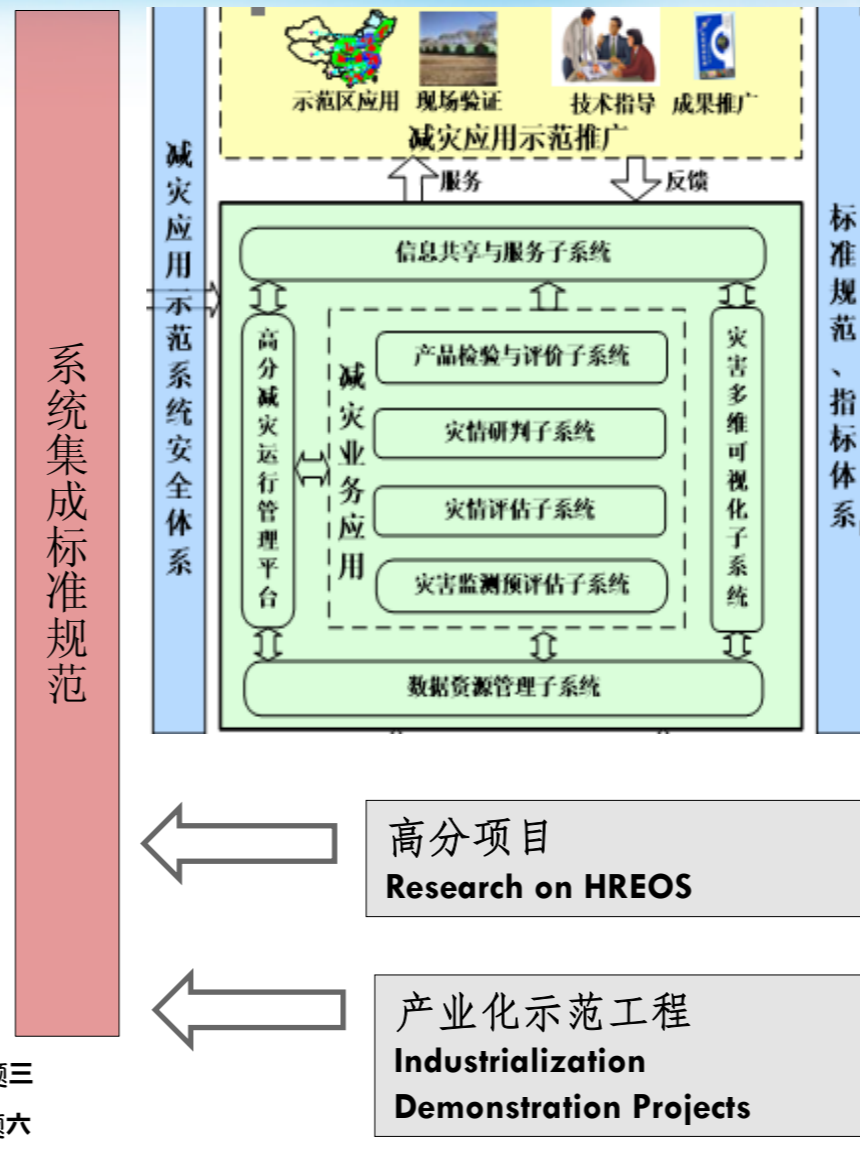 系统集成标准规范
减灾应用示范系统安全体系
示范区应用 现场验证 技术指导 成果推广
减灾应用示范推广
服务 反馈
信息共享与服务子系统
高分减灾运行管理平台
减灾业务应用
产品检验与评价子系统
灾情研判子系统
灾情评估子系统
灾害监测预评估子系统
灾害多维可视化子系统
数据资源管理子系统
标准规范、指标体系
高分项目
Research on HREOS
产业化示范工程
Industrialization
Demonstration Projects
三
六